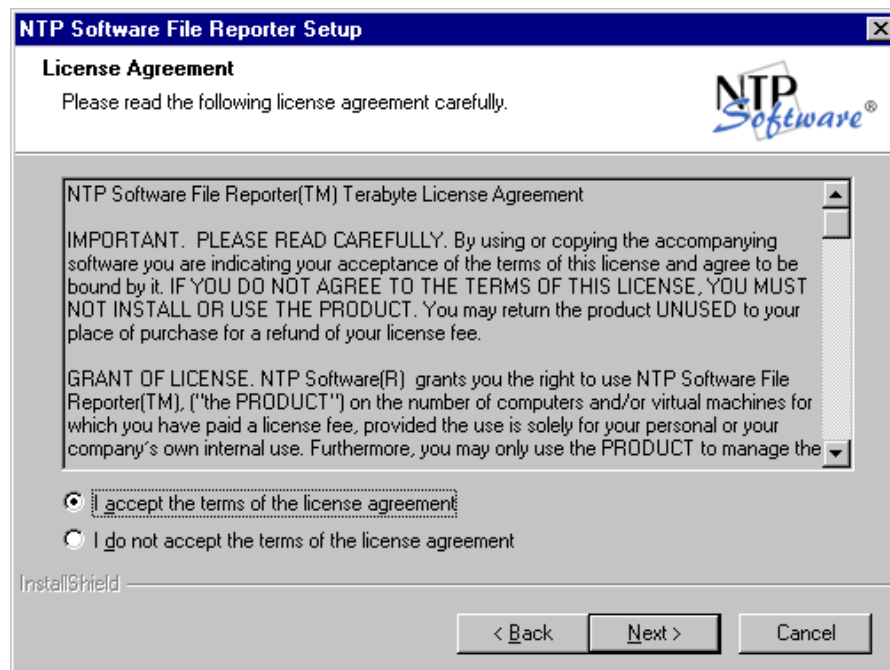 NTP Software File Reporter Setup
License Agreement
Please read the following license agreement carefully.
NTP
Software®
NTP Software File Reporter(TM) Terabyte License Agreement
IMPORTANT.  PLEASE READ CAREFULLY. By using or copying the accompanying
software you are indicating your acceptance of the terms of this license and agree to be
bound by it. IF YOU DO NOT AGREE TO THE TERMS OF THIS LICENSE, YOU MUST
NOT INSTALL OR USE THE PRODUCT. You may return the product UNUSED to your
place of purchase for a refund of your license fee.
GRANT OF LICENSE. NTP Software(R)  grants you the right to use NTP Software File
Reporter(TM), ("the PRODUCT") on the number of computers and/or virtual machines for
which you have paid a license fee, provided the use is solely for your personal or your
company's own internal use. Furthermore, you may only use the PRODUCT to manage the
I accept the terms of the license agreement
I do not accept the terms of the license agreement
InstallShield
< Back
Next >
Cancel